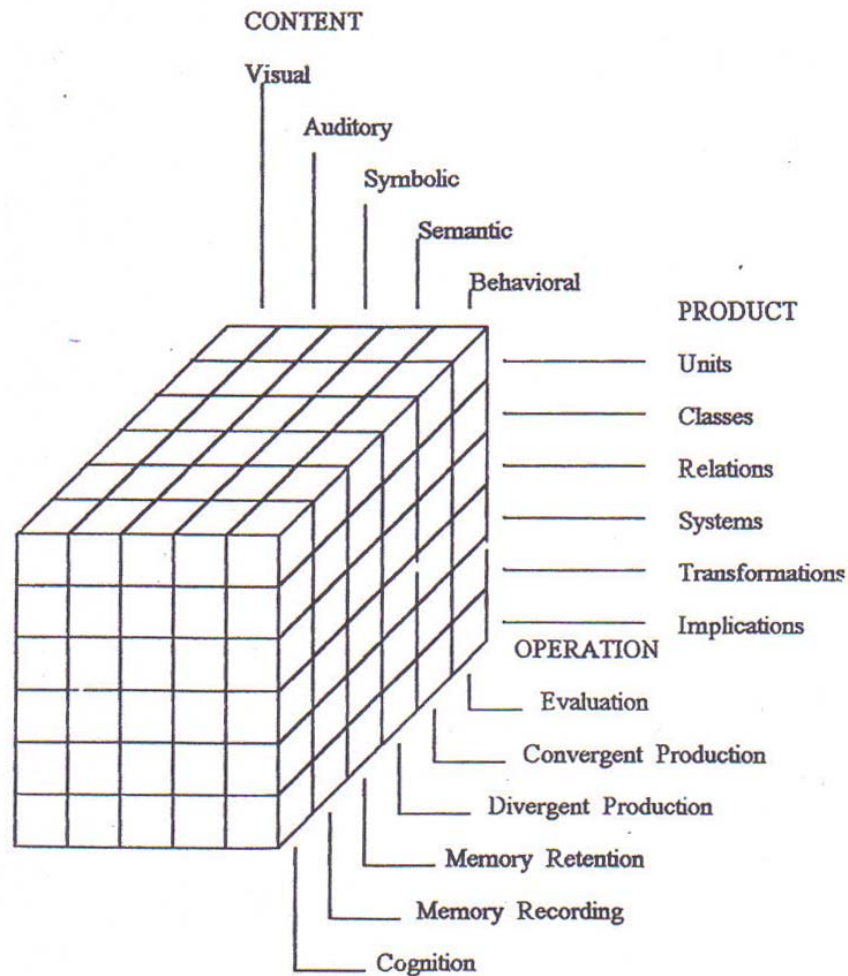 CONTENT
Visual
Auditory
Symbolic
Semantic
Behavioral
PRODUCT
Units
Classes
Relations
Systems
Transformations
Implications
OPERATION
Evaluation
Convergent Production
Divergent Production
Memory Retention
Memory Recording
Cognition